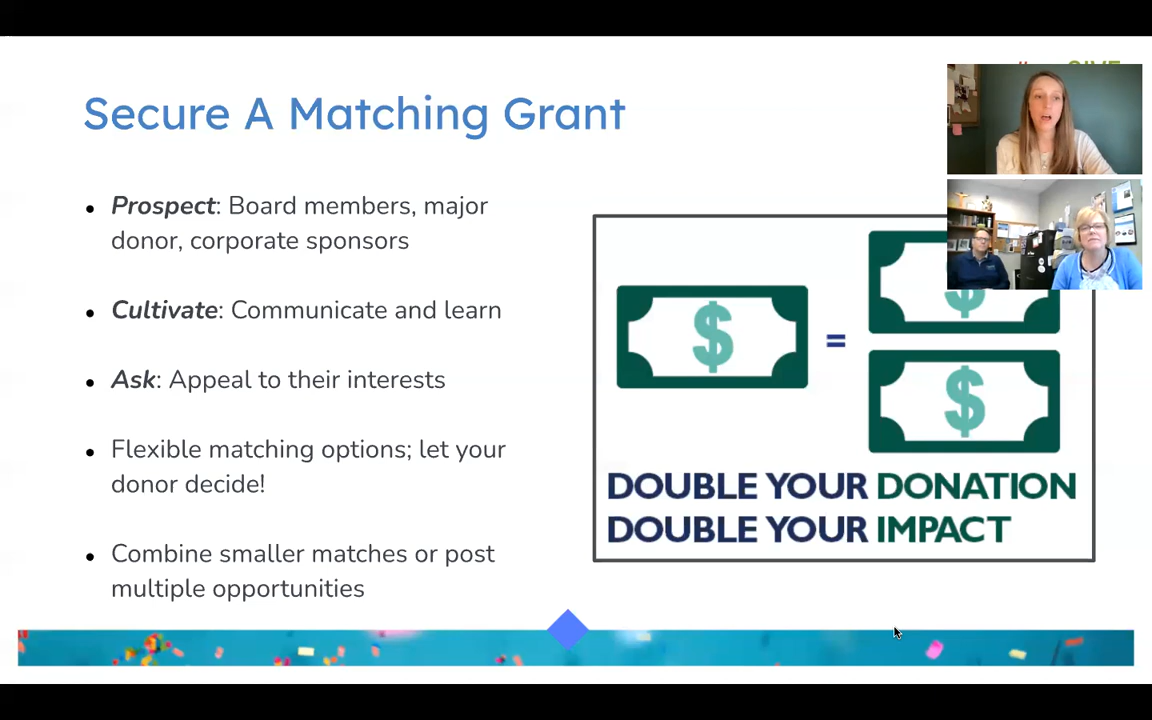 Secure A Matching Grant
Prospect: Board members, major
donor, corporate sponsors
Cultivate: Communicate and learn
Ask: Appeal to their interests
Flexible matching options; let your
donor decide!
Combine smaller matches or post
multiple opportunities
$
=
$
$
DOUBLE YOUR DONATION
DOUBLE YOUR IMPACT